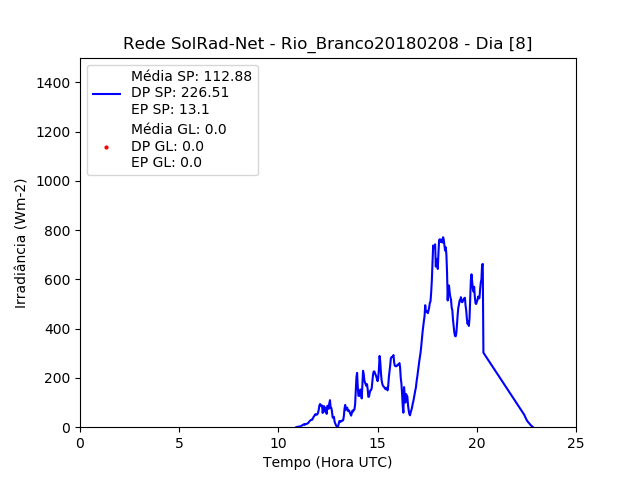 Rede SolRad-Net - Rio_Branco20180208 - Dia [8]
Média SP: 112.88
DP SP: 226.51
EP SP: 13.1
Média GL: 0.0
DP GL: 0.0
EP GL: 0.0
1400
1200
1000
800
600
400
200
0
Irradiância (Wm-2)
0 5 10 15 20 25
Tempo (Hora UTC)